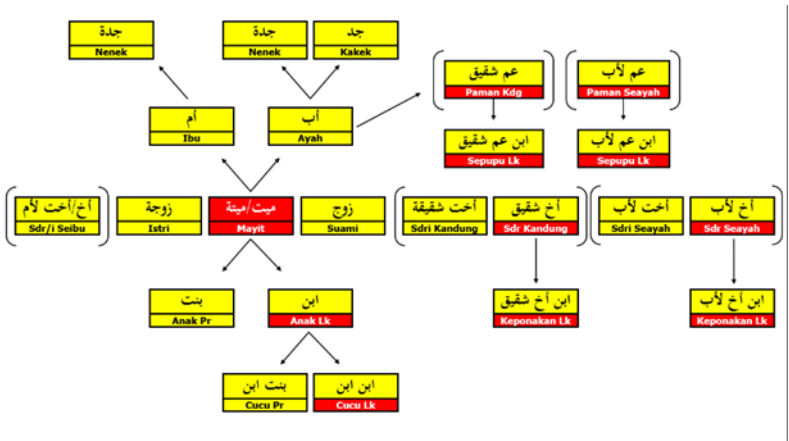 جدة
Nenek
جدة
Nenek
جد
Kakek
عم شقيق
Paman Kdg
عم لأب
Paman Seayah
أم
Ibu
أب
Ayah
ابن عم شقيق
Sepupu Lk
ابن عم لأب
Sepupu Lk
أخ/أخت لأم
Sdr/i Seibu
زوجة
Istri
ميت/ميتة
Mayit
زوج
Suami
أخت شقيقة
Sdri Kandung
أخ شقيق
Sdr Kandung
أخت لأب
Sdri Seayah
أخ لأب
Sdr Seayah
بنت
Anak Pr
ابن
Anak Lk
ابن أخ شقيق
Keponakan Lk
ابن أخ لأب
Keponakan Lk
بنت ابن
Cucu Pr
ابن ابن
Cucu Lk